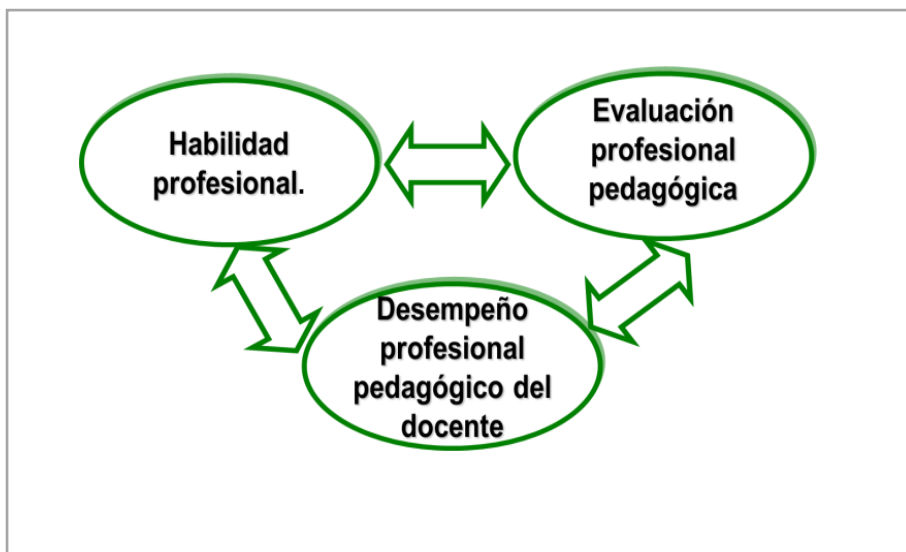 Habilidad
profesional.
Evaluación
profesional
pedagógica
Desempeño
profesional
pedagógico del
docente